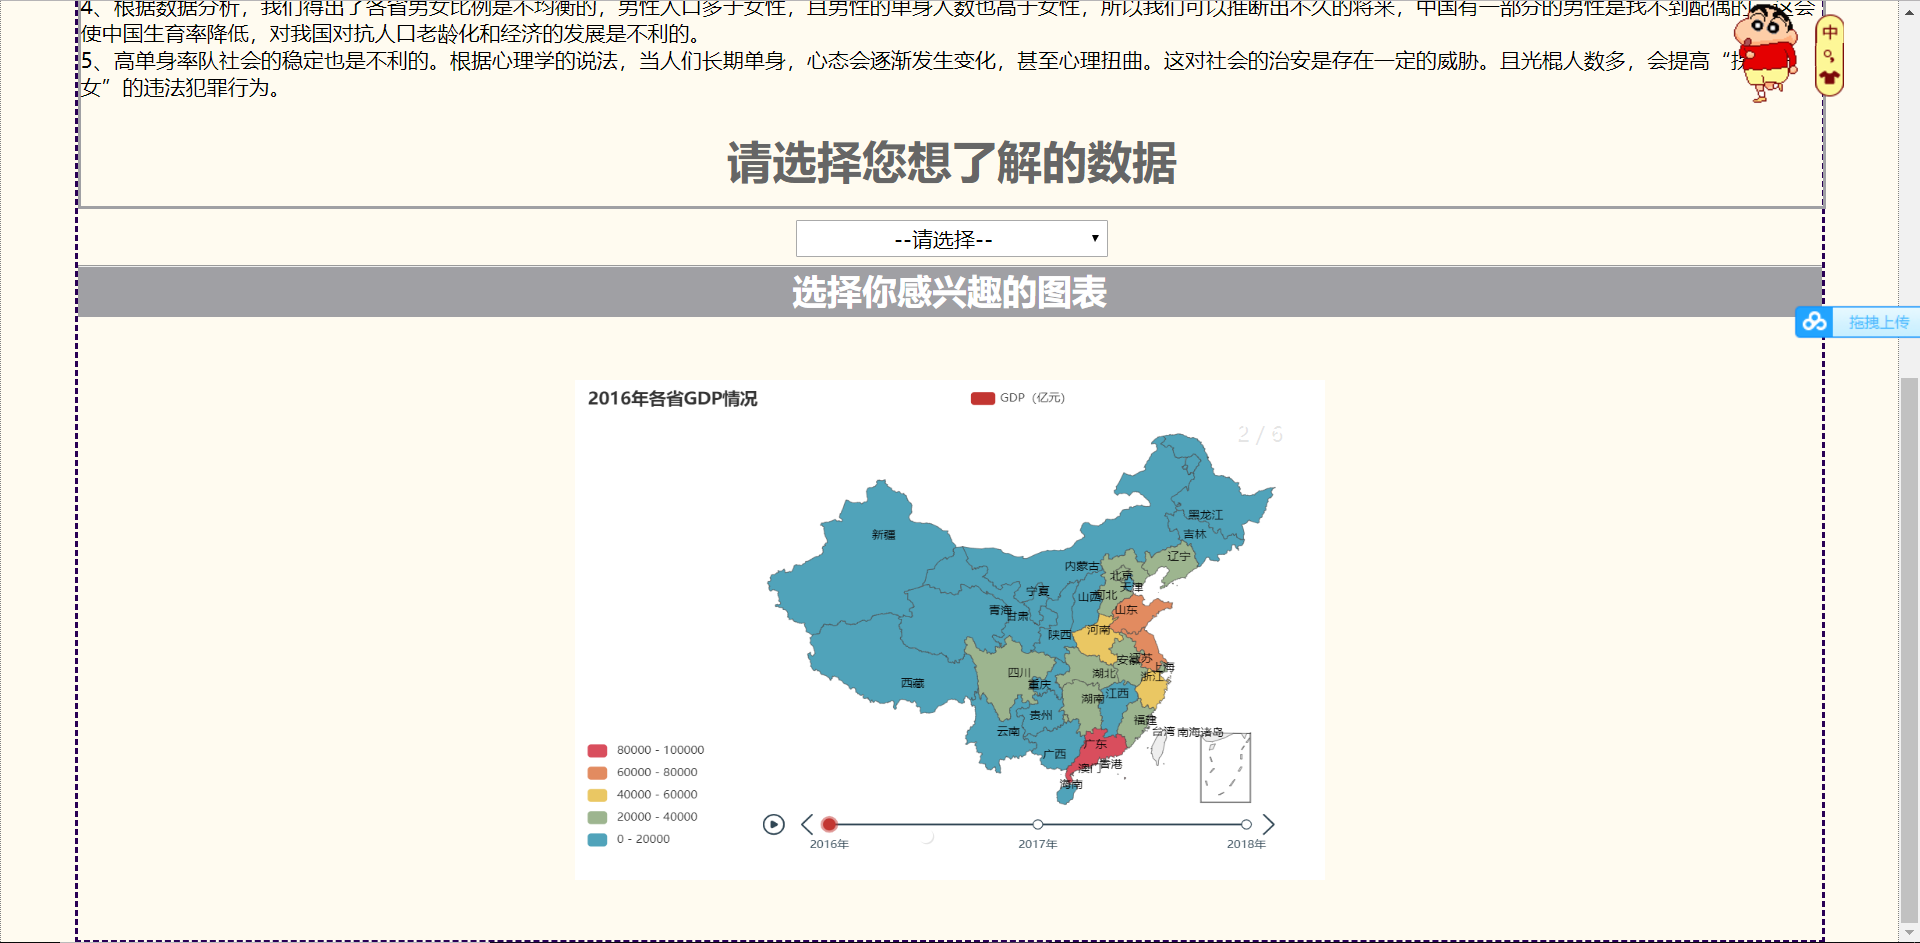 4、根据数据分析，我们得出了各省男女比例是不均衡的，男性人口多于女性，且男性的单身人数也高于女性，所以我们可以推断出不久的将来，中国有一部分的男性是找不到配偶的，这会
使中国生育率降低，对我国对抗人口老龄化和经济的发展是不利的。
5、高单身率队社会的稳定也是不利的。根据心理学的说法，当人们长期单身，心态会逐渐发生变化，甚至心理扭曲。这对社会的治安是存在一定的威胁。且光棍人数多，会提高“拐
女”的违法犯罪行为。
中
请选择您想了解的数据
--请选择--
选择你感兴趣的图表
拖拽上传
2016年各省GDP情况
GDP（亿元）
2 / 6
黑龙江
新疆
吉林
辽宁
内蒙古
北京
天津
宁夏
山西
河北
青海
甘肃
山东
陕西
河南
安徽
江苏
上海
四川
湖北
浙江
西藏
重庆
江西
湖南
贵州
福建
云南
台湾
南海诸岛
广东
广西
香港
澳门
海南
80000 - 100000
60000 - 80000
40000 - 60000
20000 - 40000
0 - 20000
2016年
2017年
2018年